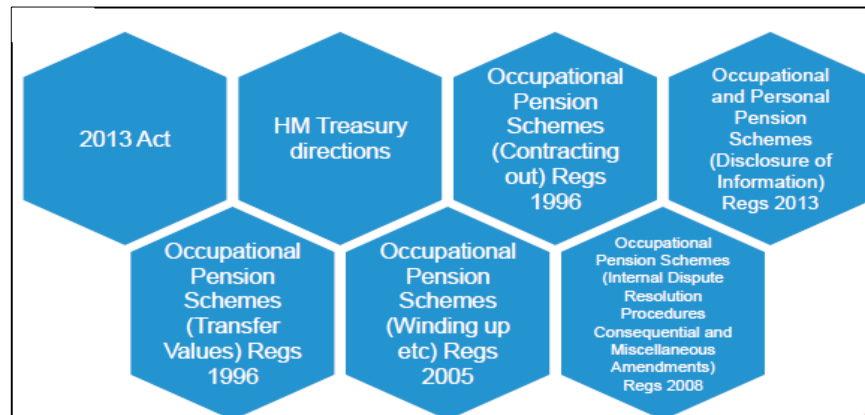 2013 Act
HM Treasury
directions
Occupational
Pension
Schemes
(Contracting
out) Regs
1996
Occupational
and Personal
Pension
Schemes
(Disclosure of
Information)
Regs 2013
Occupational
Pension
Schemes
(Transfer
Values) Regs
1996
Occupational
Pension
Schemes
(Winding up
etc) Regs
2005
Occupational
Pension Schemes
(Internal Dispute
Resolution
Procedures
Consequential and
Miscellaneous
Amendments)
Regs 2008